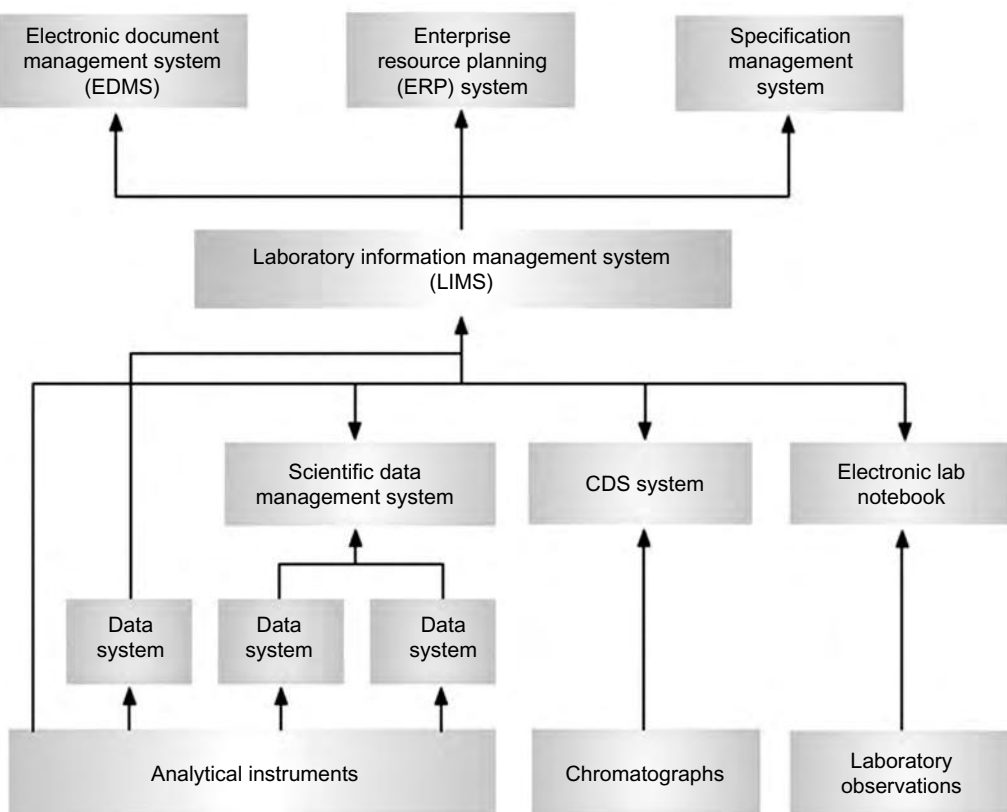 Electronic document
management system
(EDMS)
Enterprise
resource planning
(ERP) system
Specification
management
system
Laboratory information management system
(LIMS)
Scientific data
management system
CDS system
Electronic lab
notebook
Data
system
Data
system
Data
system
Analytical instruments
Chromatographs
Laboratory
observations